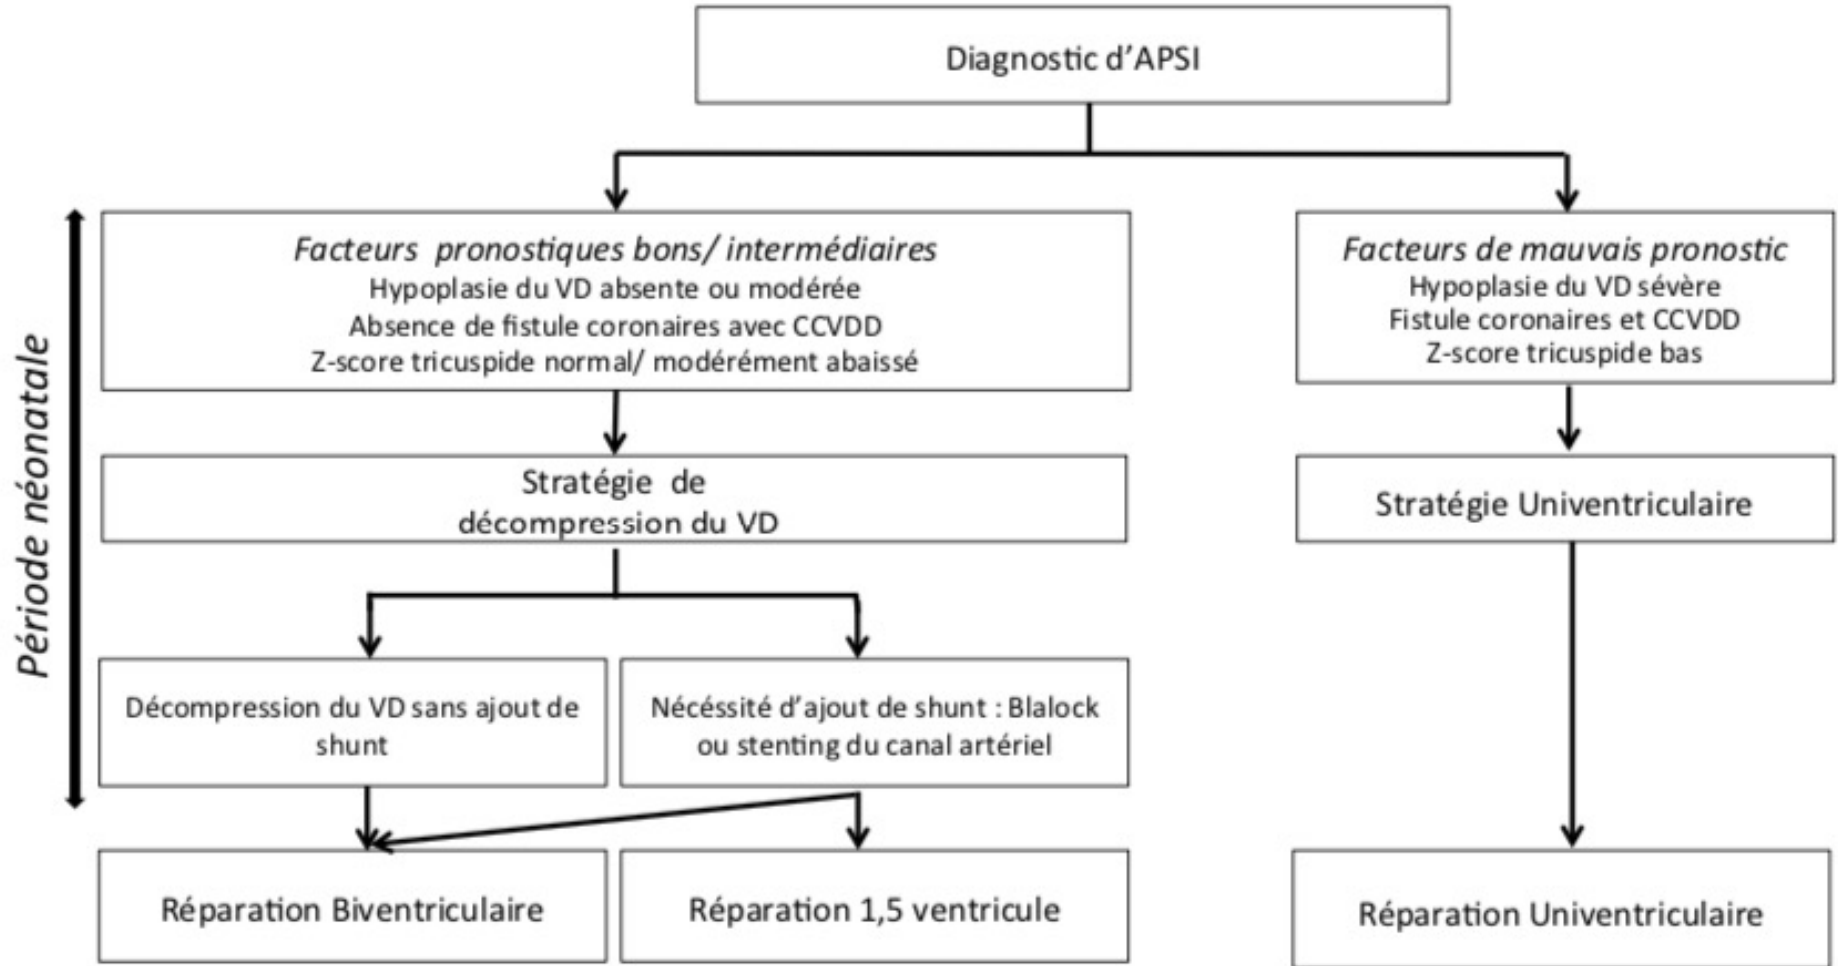 Diagnostic d’APSI
Période néonatale
Facteurs pronostiques bons/ intermédiaires
Hypoplasie du VD absente ou modérée
Absence de fistule coronaires avec CCVDD
Z-score tricuspide normal/ modérément abaissé
Facteurs de mauvais pronostic
Hypoplasie du VD sévère
Fistule coronaires et CCVDD
Z-score tricuspide bas
Stratégie de
décompression du VD
Stratégie Univentriculaire
Décompression du VD sans ajout de
shunt
Nécéssité d’ajout de shunt : Blalock
ou stenting du canal artériel
Réparation Biventriculaire
Réparation 1,5 ventricule
Réparation Univentriculaire